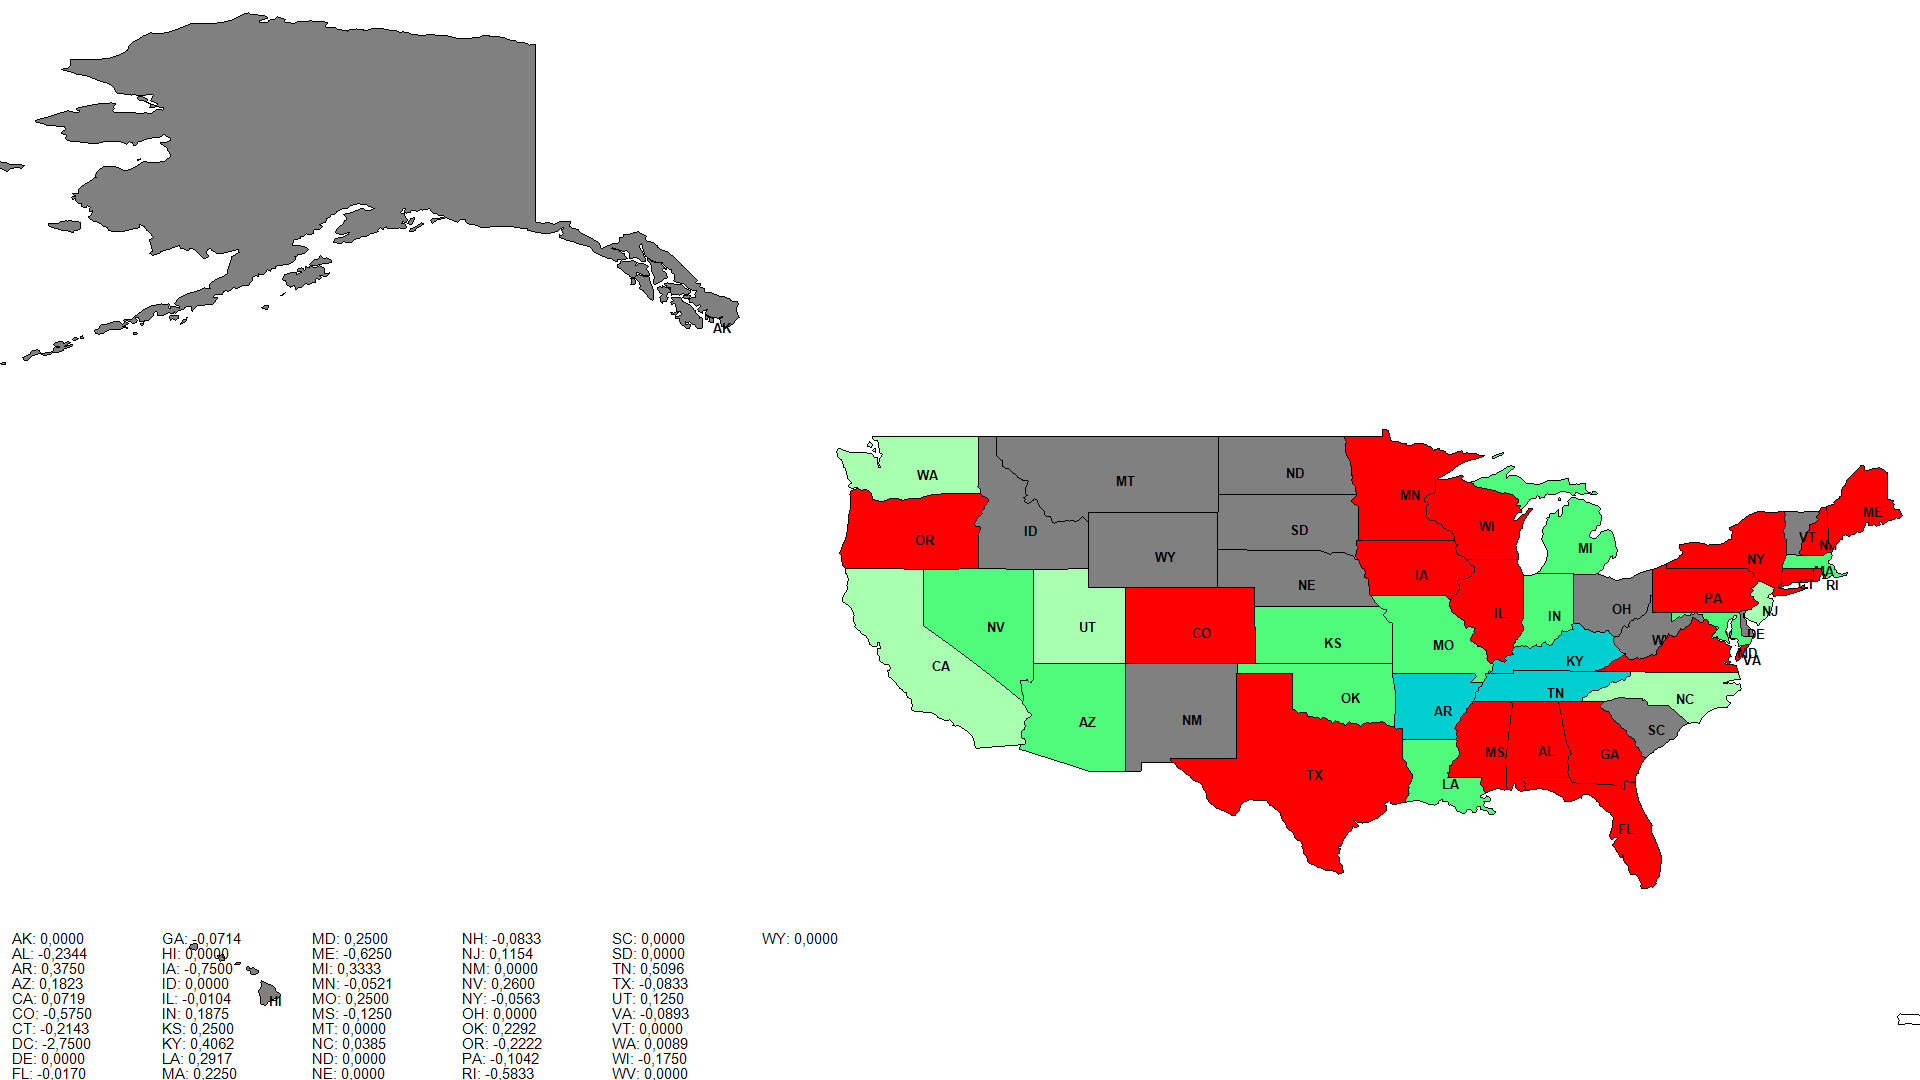 AK
WA
MT
ND
MN
OR
ID
SD
WI
ME
WY
MI
VT
NY
NE
IA
MA
CT
RI
PA
NV
UT
CO
KS
MO
IL
IN
OH
NJ
DE
CA
KY
VA
AZ
NM
OK
AR
TN
NC
SC
TX
LA
MS
AL
GA
FL
HI
AK: 0,0000 GA: -0,0714 MD: 0,2500 NH: -0,0833 SC: 0,0000 WY: 0,0000
AL: -0,2344 HI: 0,0000 ME: -0,6250 NJ: 0,1154 SD: 0,0000
AR: 0,3750 IA: -0,7500 MI: 0,3333 NM: 0,0000 TN: 0,5096
AZ: 0,1823 ID: 0,0000 MN: -0,0521 NV: 0,2600 TX: -0,0833
CA: 0,0719 IL: -0,0104 MO: 0,2500 NY: -0,0563 UT: 0,1250
CO: -0,5750 IN: 0,1875 MS: -0,1250 OH: 0,0000 VA: -0,0893
CT: -0,2143 KS: 0,2500 MT: 0,0000 OK: 0,2292 VT: 0,0000
DC: -2,7500 KY: 0,4062 NC: 0,0385 OR: -0,2222 WA: 0,0089
DE: 0,0000 LA: 0,2917 ND: 0,0000 PA: -0,1042 WI: -0,1750
FL: -0,0170 MA: 0,2250 NE: 0,0000 RI: -0,5833 WV: 0,0000